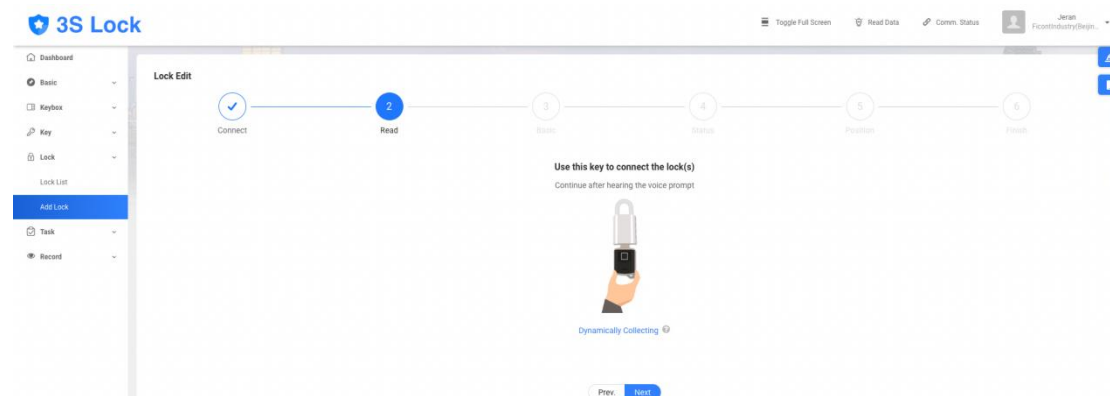 3S Lock
Toggle Full Screen
Read Data
Comm. Status
Jeran
FicontIndustry(Beijin...
Dashboard
Basic
Keybox
Key
Lock
Lock List
Add Lock
Task
Record
Lock Edit
2
3
4
5
6
Connect
Read
Basic
Status
Position
Finish
Use this key to connect the lock(s)
Continue after hearing the voice prompt
Dynamically Collecting
Prev.
Next